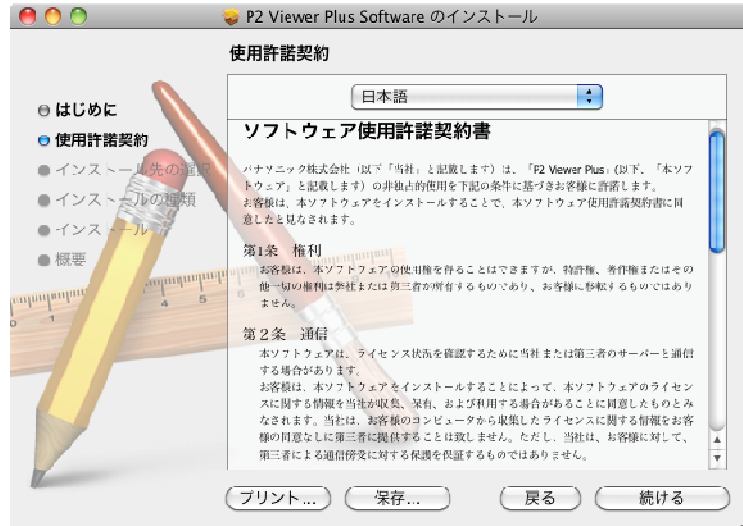 P2 Viewer Plus Software のインストール
使用許諾契約
はじめに
使用許諾契約
インストール先の選択
インストールの種類
インストール
概要
日本語
ソフトウェア使用許諾契約書
パナソニック株式会社（以下「当社」と記載します）は、「P2 Viewer Plus」（以下、「本ソフ
トウェア」と記載します）の非独占的使用を下記の条件に基づきお客様に許諾します。
お客様は、本ソフトウェアをインストールすることで、本ソフトウェア使用許諾契約書に同
意したと見なされます。
第1条　権利
お客様は、本ソフトウェアの使用権を得ることはできますが、特許権、著作権またはその
他一切の権利は弊社または第三者が所有するものであり、お客様に移転するものではあり
ません。
第２条　通信
本ソフトウェアは、ライセンス状況を確認するために当社または第三者のサーバーと通信
する場合があります。
お客様は、本ソフトウェアをインストールすることによって、本ソフトウェアのライセン
スに関する情報を当社が収集、保有、および利用する場合があることに同意したものとみ
なされます。当社は、お客様のコンピュータから収集したライセンスに関する情報をお客
様の同意なしに第三者に提供することは致しません。ただし、当社は、お客様に対して、
第三者による通信傍受に対する保護を保証するものではありません。
プリント...
保存...
戻る
続ける
4
5
6